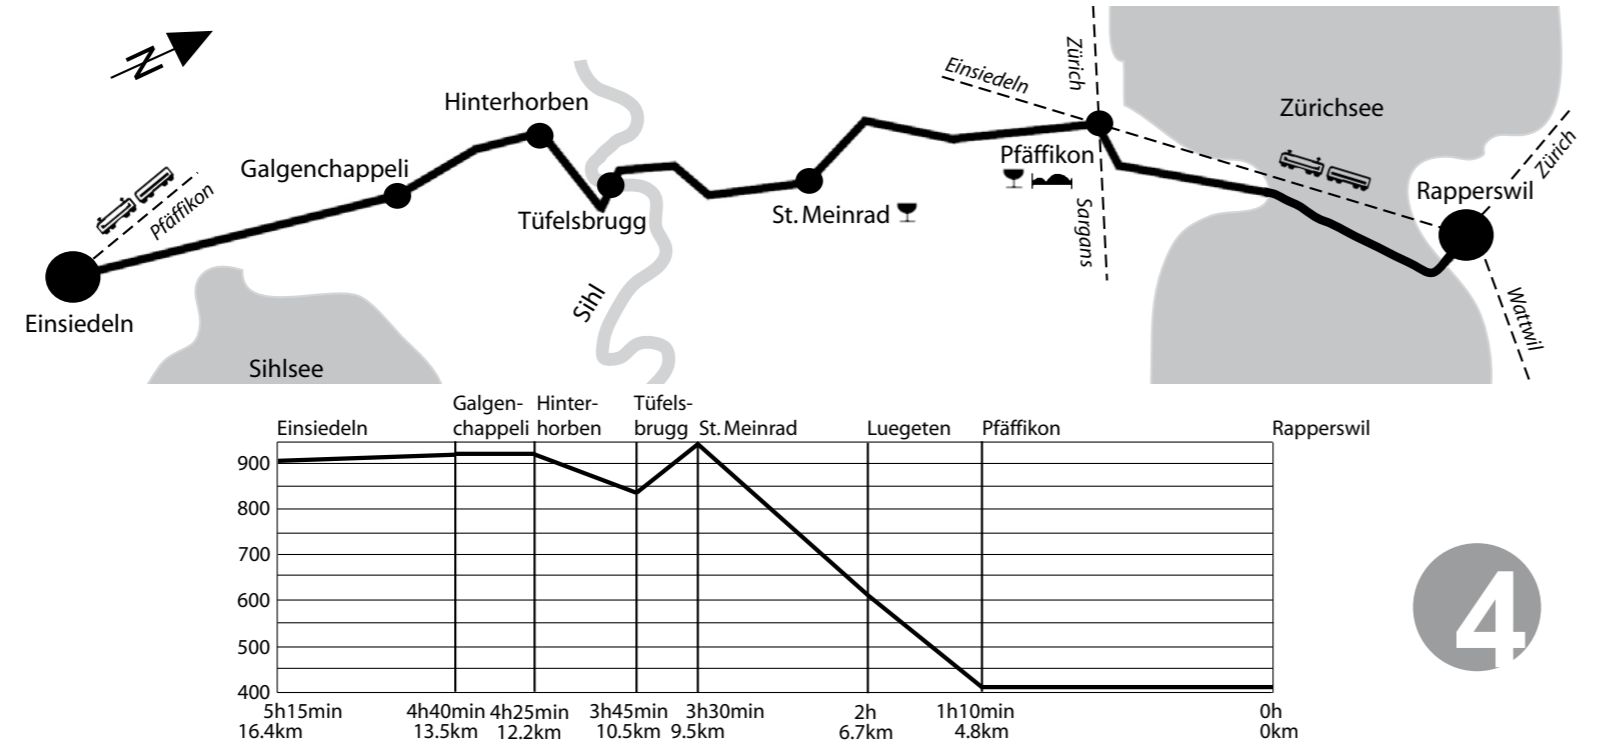 N
Zürich
Einsiedeln
Hinterhorben
Zürichsee
Galgenchappeli
Pfäffikon
Zürich
Pfäffikon
Rapperswil
Tüfelsbrugg
St. Meinrad
Sargans
Einsiedeln
Sihl
Wattwil
Sihlsee
Galgen- Hinter- Tüfels-
Einsiedeln chappeli horben brugg St. Meinrad Luegeten Pfäffikon Rapperswil
900
800
700
600
500
400
4
5h15min 4h40min 4h25min 3h45min 3h30min 2h 1h10min 0h
16.4km 13.5km 12.2km 10.5km 9.5km 6.7km 4.8km 0km